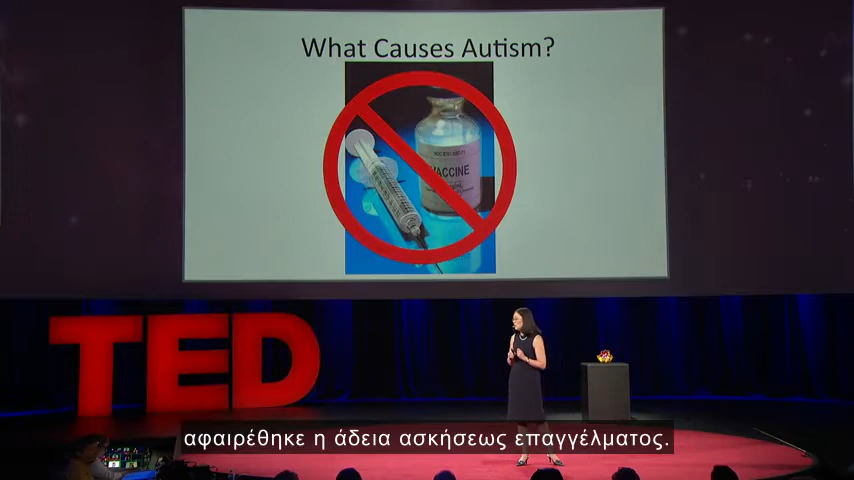 What Causes Autism?
VACCINE
TED
αφαιρέθηκε η άδεια ασκήσεως επαγγέλματος.